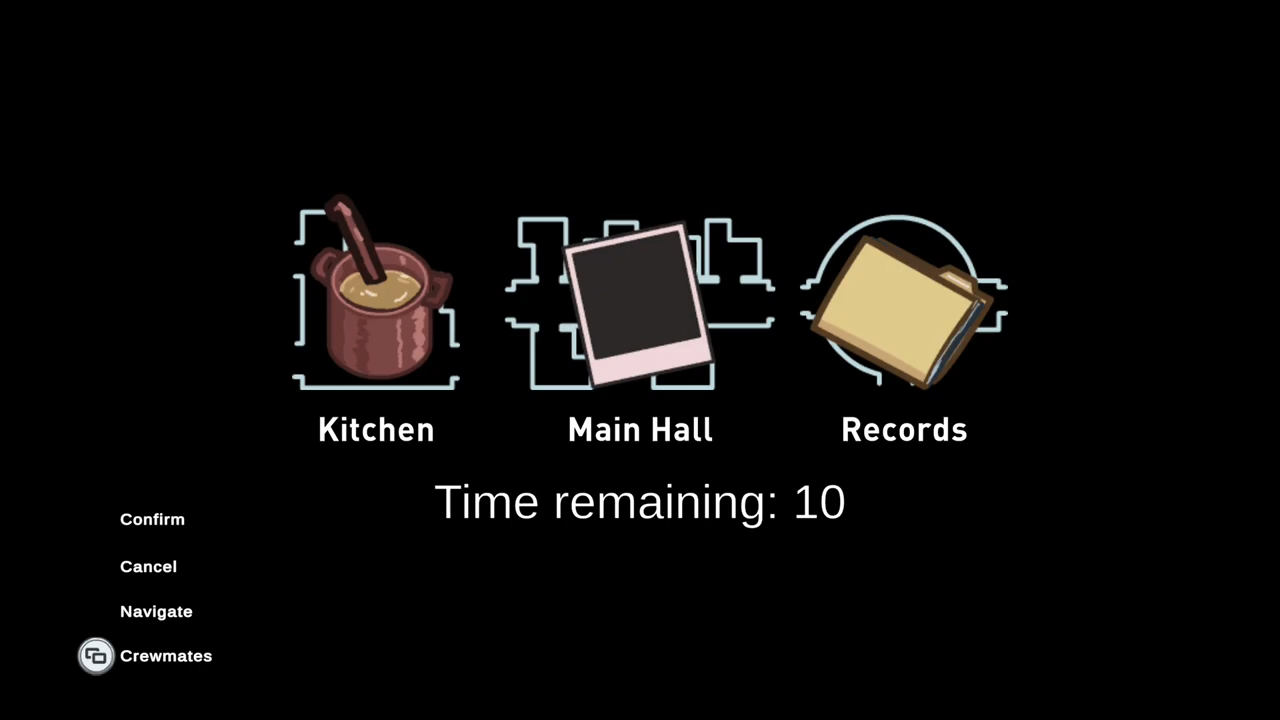 Kitchen
Main Hall
Records
Time remaining: 10
Confirm
Cancel
Navigate
Crewmates